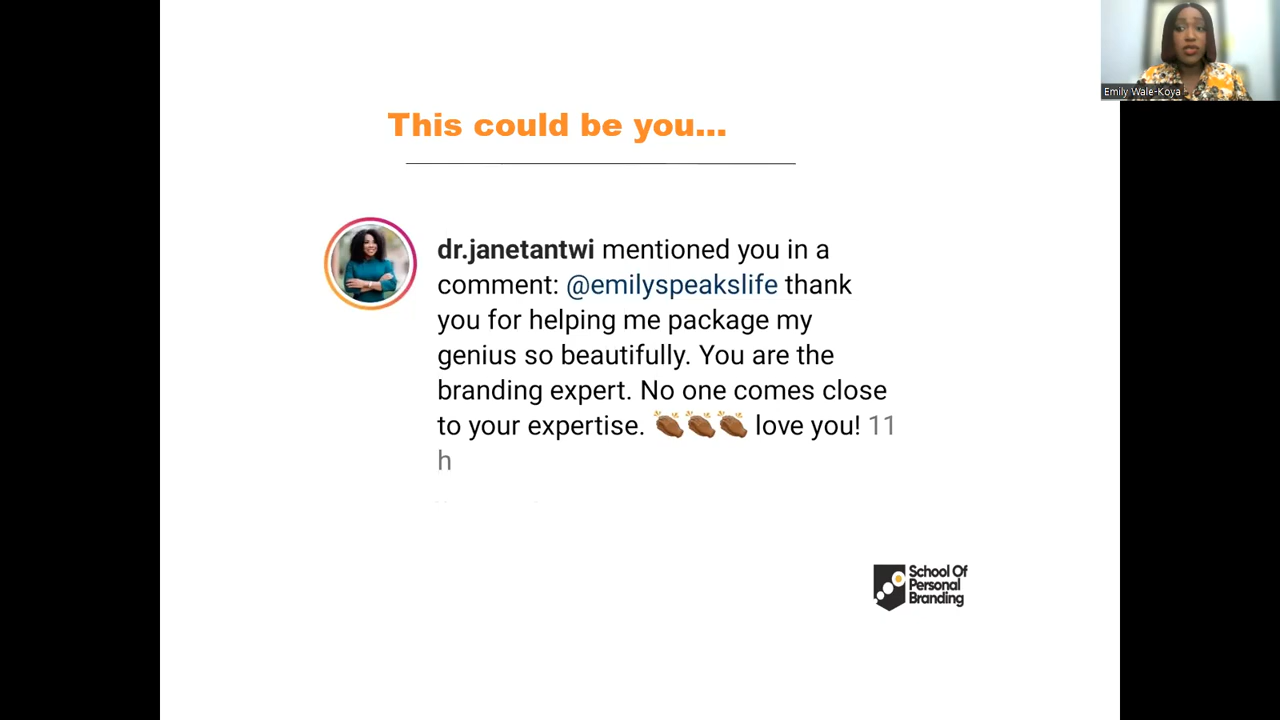 Emily Wale-Koya
This could be you...
dr.janetantwi mentioned you in a
comment: @emilyspeakslife thank
you for helping me package my
genius so beautifully. You are the
branding expert. No one comes close
to your expertise. 👏🏾👏🏾👏🏾 love you! 11
h
School Of
Personal
Branding